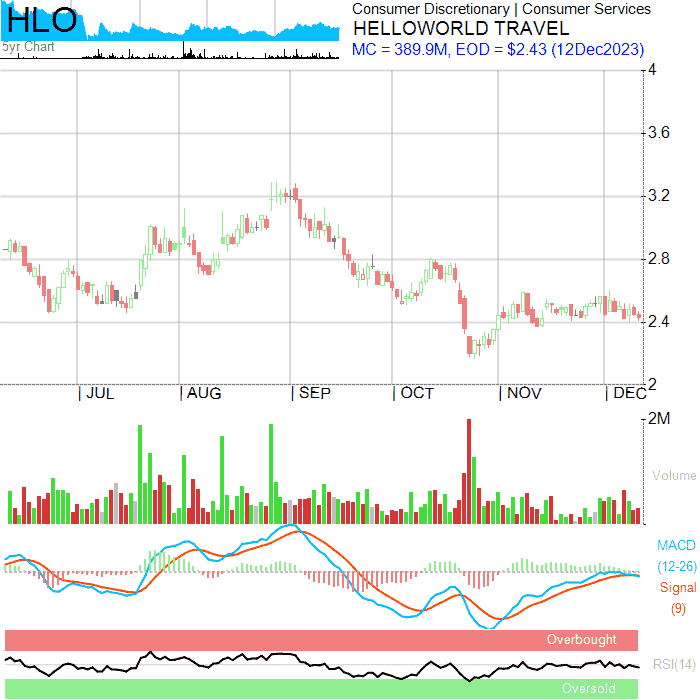 HLO
5yr Chart
Consumer Discretionary | Consumer Services
HELLOWORLD TRAVEL
MC = 389.9M, EOD = $2.43 (12Dec2023)
4
3.6
3.2
2.8
2.4
2
| JUL | AUG | SEP | OCT | NOV | DEC
2M
Volume
MACD
(12-26)
Signal
(9)
Overbought
RSI(14)
Oversold